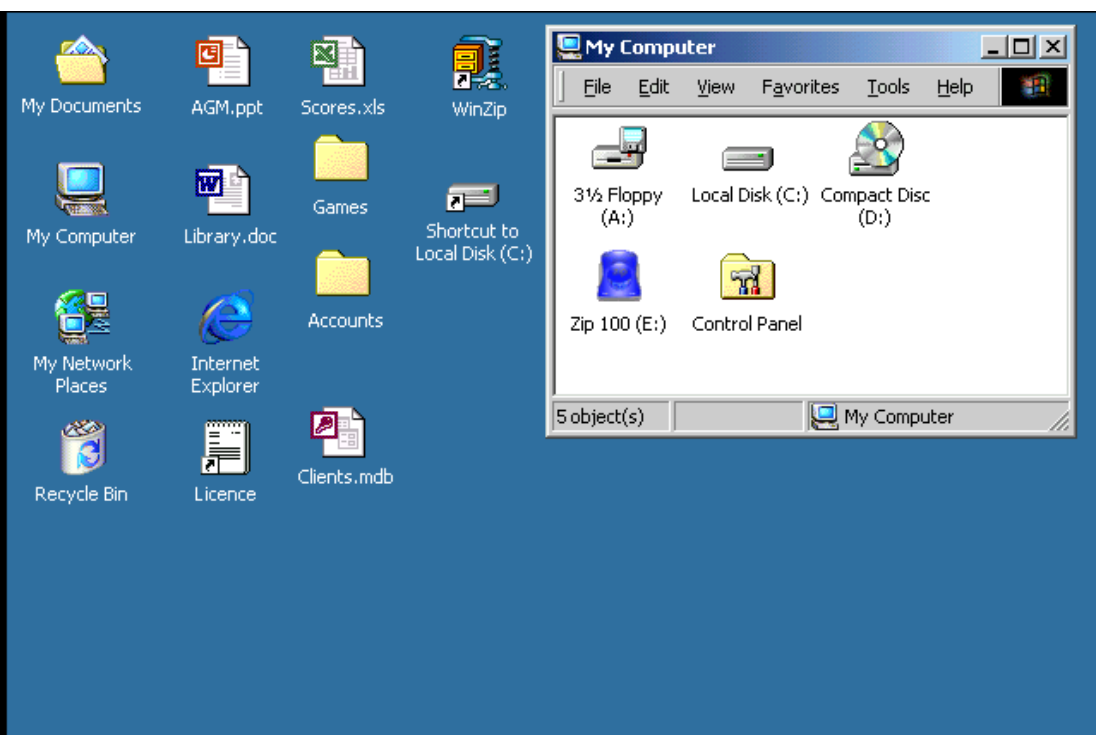 My Documents
AGM.ppt
Scores.xls
WinZip
My Computer
Library.doc
Games
Shortcut to
Local Disk (C:)
My Network
Places
Internet
Explorer
Accounts
Recycle Bin
Licence
Clients.mdb
My Computer
File Edit View Favorites Tools Help
3½ Floppy
(A:)
Local Disk (C:)
Compact Disc
(D:)
Zip 100 (E:)
Control Panel
5 object(s)
My Computer